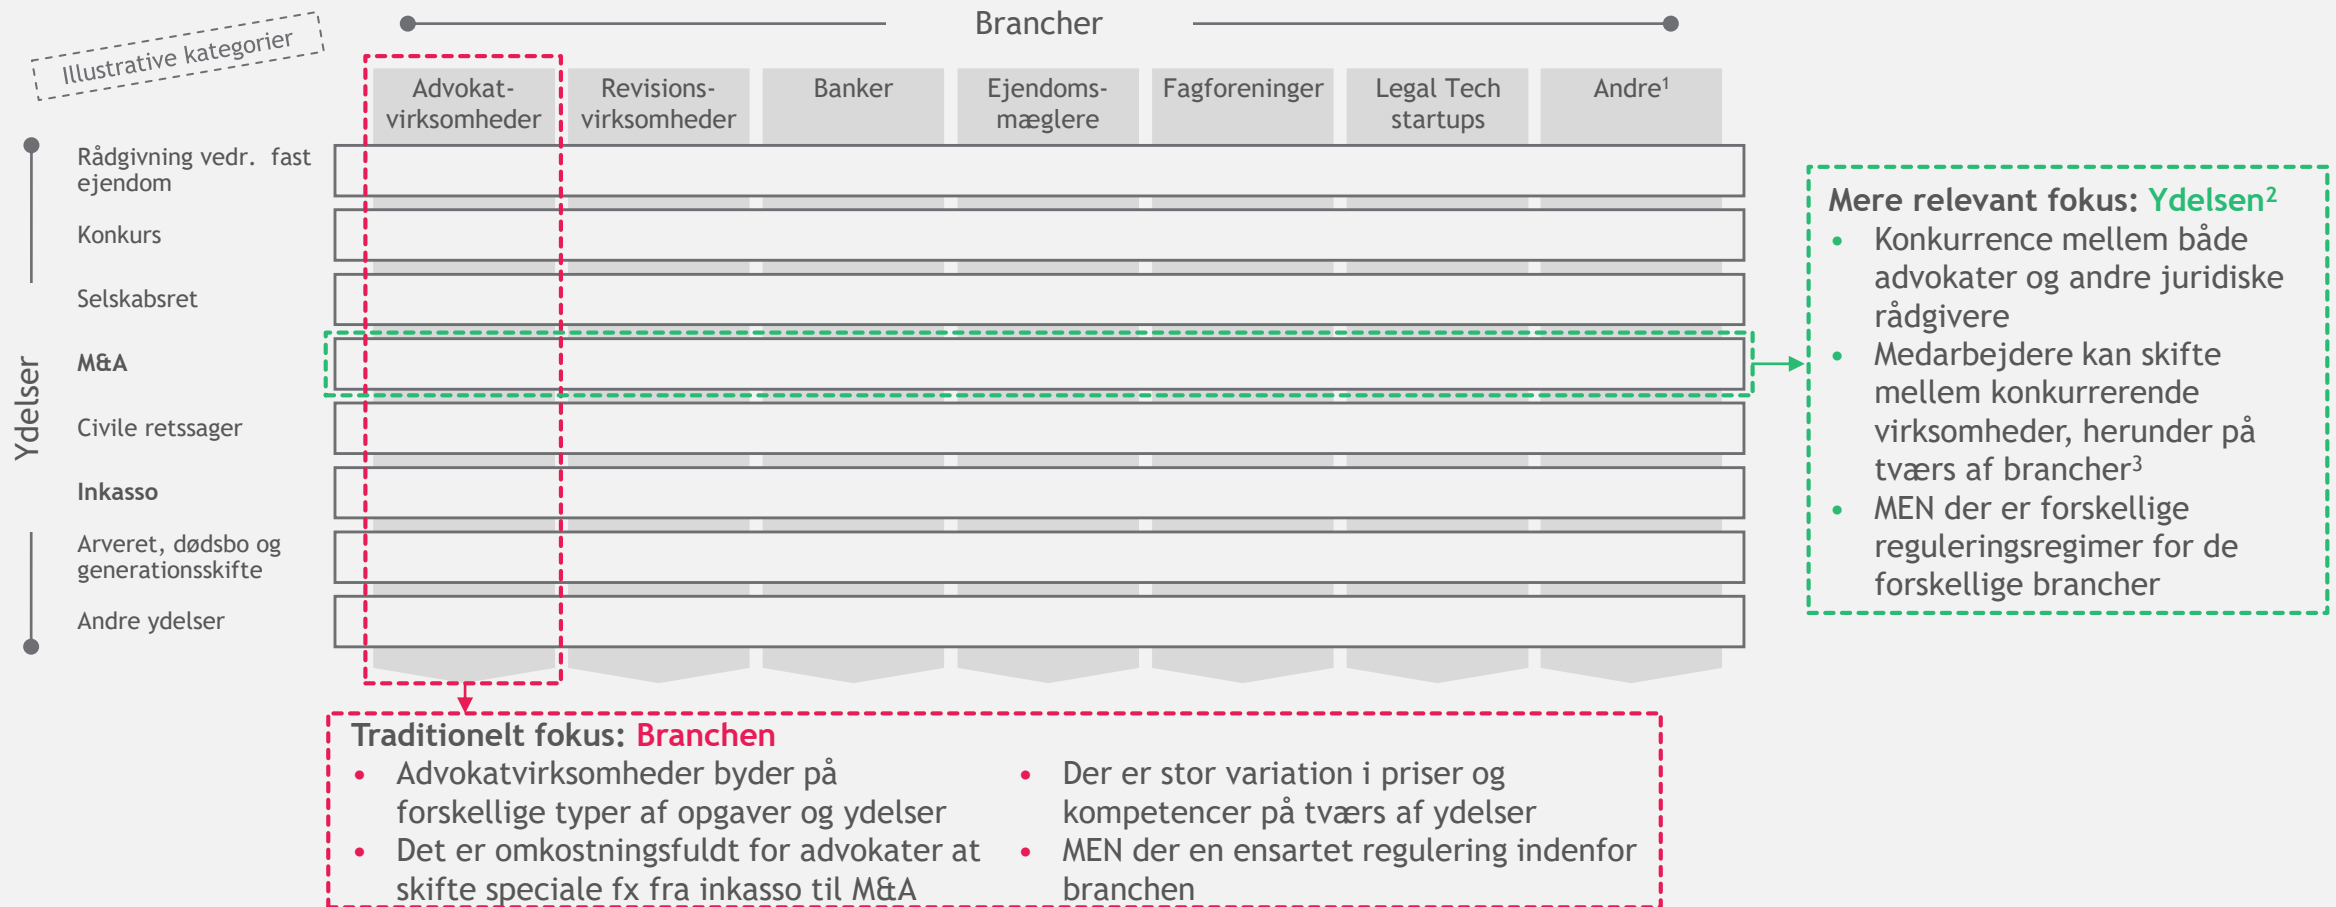 Brancher
Illustrative kategorier
Advokat-
virksomheder
Revisions-
virksomheder
Banker
Ejendoms-
mæglere
Fagforeninger
Legal Tech
startups
Andre¹
Ydelser
Rådgivning vedr. fast
ejendom
Konkurs
Selskabsret
M&A
Civile retssager
Inkasso
Arveret, dødsbo og
generationsskifte
Andre ydelser
Mere relevant fokus: Ydelsen²
• Konkurrence mellem både
advokater og andre juridiske
rådgivere
• Medarbejdere kan skifte
mellem konkurrerende
virksomheder, herunder på
tværs af brancher³
• MEN der er forskellige
reguleringsregimer for de
forskellige brancher
Traditionelt fokus: Branchen
• Advokatvirksomheder byder på
forskellige typer af opgaver og ydelser
• Det er omkostningsfuldt for advokater at
skifte speciale fx fra inkasso til M&A
• Der er stor variation i priser og
kompetencer på tværs af ydelser
• MEN der en ensartet regulering indenfor
branchen